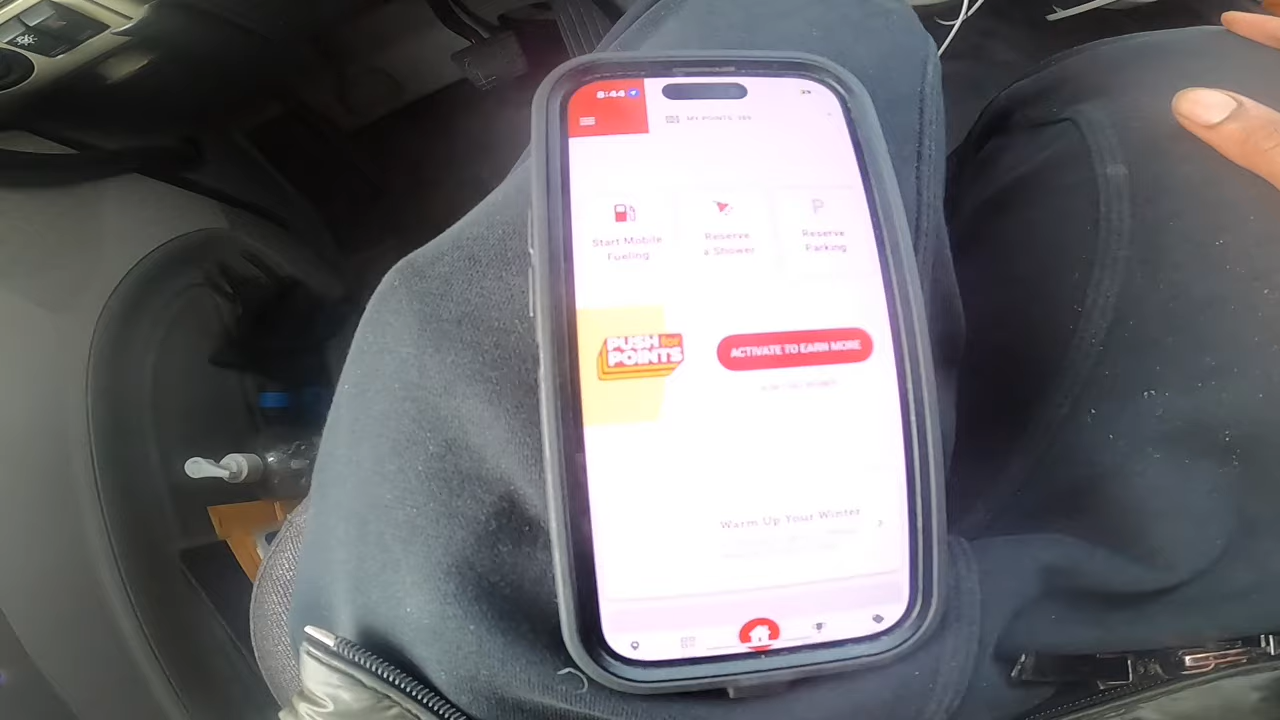 8:44
MY POINTS
Start Mobile
Fueling
Reserve
a Shower
P
Reserve
Parking
PUSH for
POINTS
ACTIVATE TO EARN MORE
Warm Up Your Winter